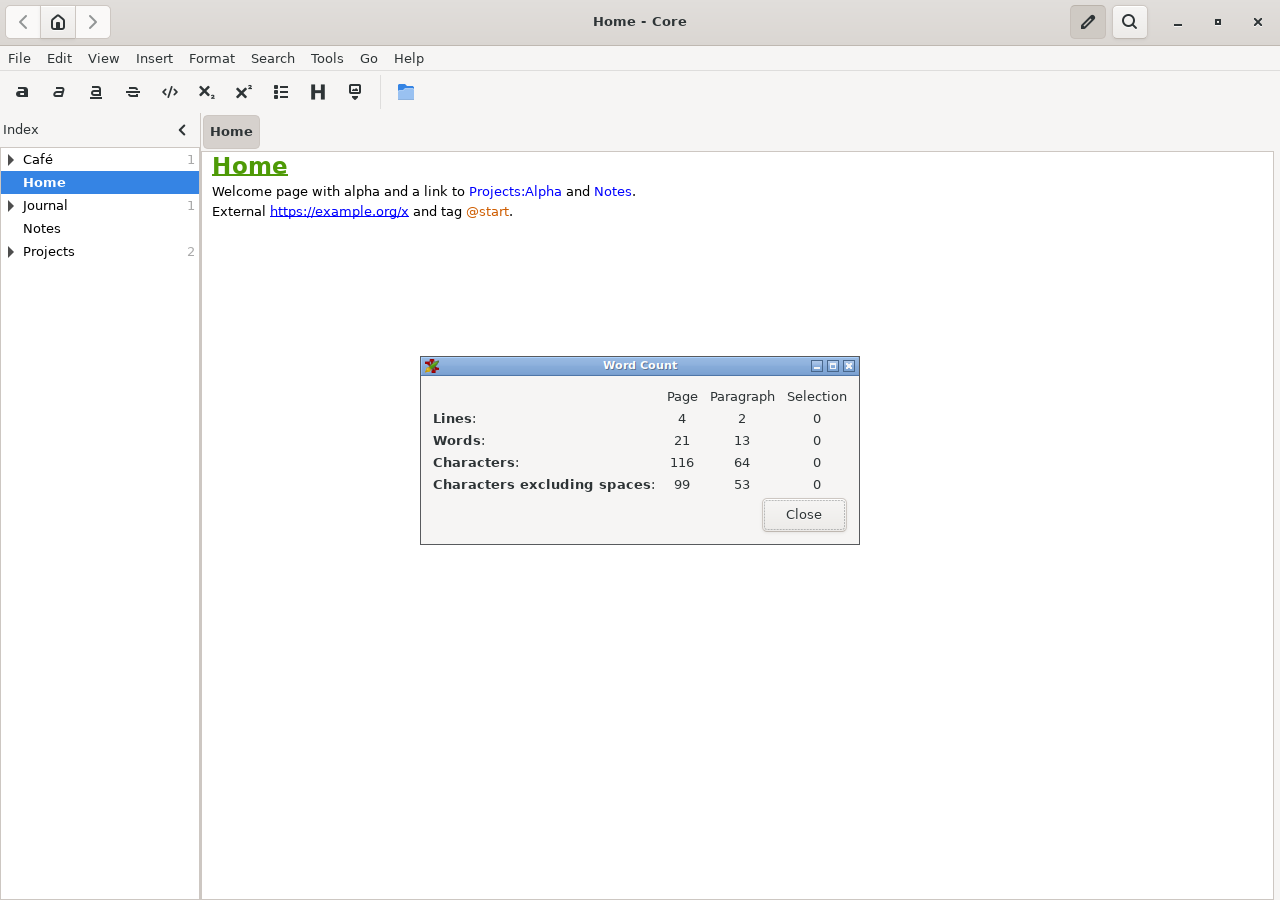 Home - Core
File Edit View Insert Format Search Tools Go Help
Index
Home
Café 1
Home
Journal 1
Notes
Projects 2
Home
Welcome page with alpha and a link to Projects:Alpha and Notes.
External https://example.org/x and tag @start.
Word Count
Page Paragraph Selection
Lines: 4 2 0
Words: 21 13 0
Characters: 116 64 0
Characters excluding spaces: 99 53 0
Close